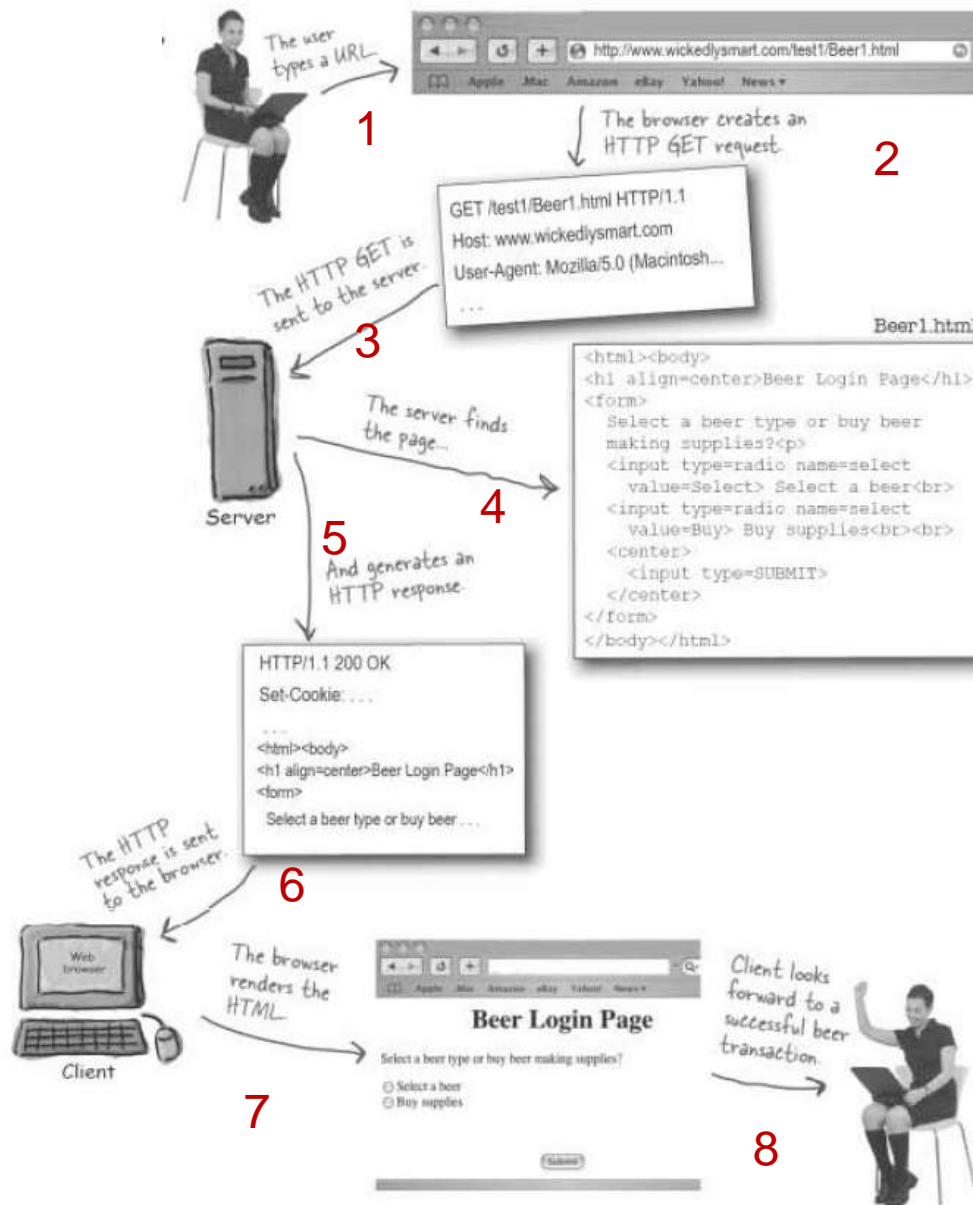 The user
types a URL.
1
http://www.wickedlysmart.com/test1/Beer1.html
Apple .Mac Amazon eBay Yahoo! News ▾
The browser creates an
HTTP GET request.
2
GET /test1/Beer1.html HTTP/1.1
Host: www.wickedlysmart.com
User-Agent: Mozilla/5.0 (Macintosh...
. . .
The HTTP GET is
sent to the server.
3
Server
The server finds
the page...
4
Beer1.html
<html><body>
<h1 align=center>Beer Login Page</h1>
<form>
Select a beer type or buy beer
making supplies?<p>
<input type=radio name=select
value=Select> Select a beer<br>
<input type=radio name=select
value=Buy> Buy supplies<br><br>
<center>
<input type=SUBMIT>
</center>
</form>
</body></html>
5
And generates an
HTTP response.
HTTP/1.1 200 OK
Set-Cookie: . . . .
. . .
<html><body>
<h1 align=center>Beer Login Page</h1>
<form>
Select a beer type or buy beer . . .
The HTTP
response is sent
to the browser.
6
Web
browser
Client
The browser
renders the
HTML.
7
Apple .Mac Amazon eBay Yahoo! News ▾
Beer Login Page
Select a beer type or buy beer making supplies?
Select a beer
Buy supplies
Submit
Client looks
forward to a
successful beer
transaction.
8